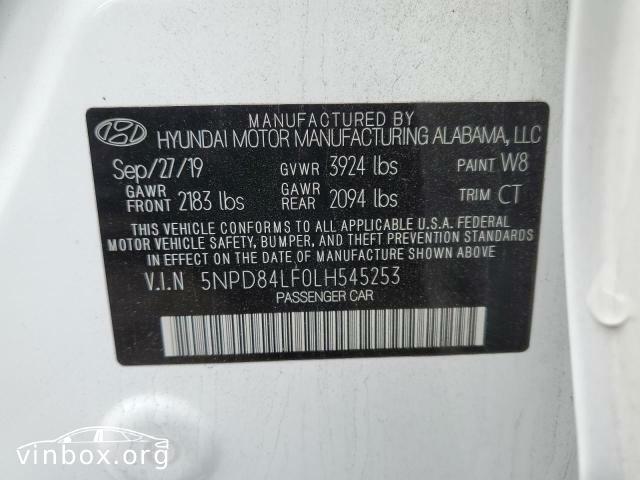 MANUFACTURED BY
HYUNDAI MOTOR MANUFACTURING ALABAMA, LLC
Sep/27/19 GVWR 3924 lbs PAINT W8
GAWR FRONT 2183 lbs GAWR REAR 2094 lbs TRIM CT
THIS VEHICLE CONFORMS TO ALL APPLICABLE U.S.A. FEDERAL
MOTOR VEHICLE SAFETY, BUMPER, AND THEFT PREVENTION STANDARDS
IN EFFECT ON THE DATE OF MANUFACTURE SHOWN ABOVE.
V.I.N 5NPD84LF0LH545253
PASSENGER CAR
vinbox.org